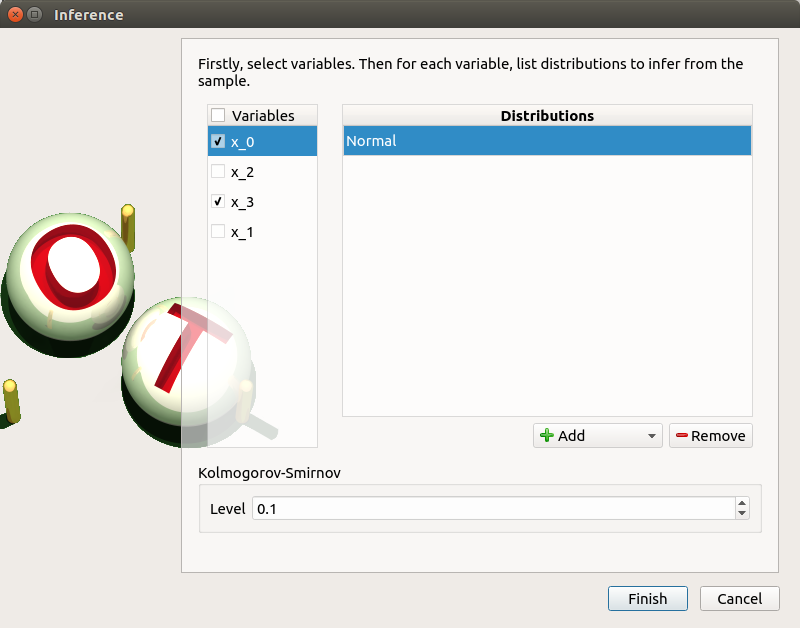 Inference
Firstly, select variables. Then for each variable, list distributions to infer from the
sample.
Variables
Distributions
x_0
Normal
x_2
x_3
x_1
O
T
Add
Remove
Kolmogorov-Smirnov
Level 0.1
Finish
Cancel